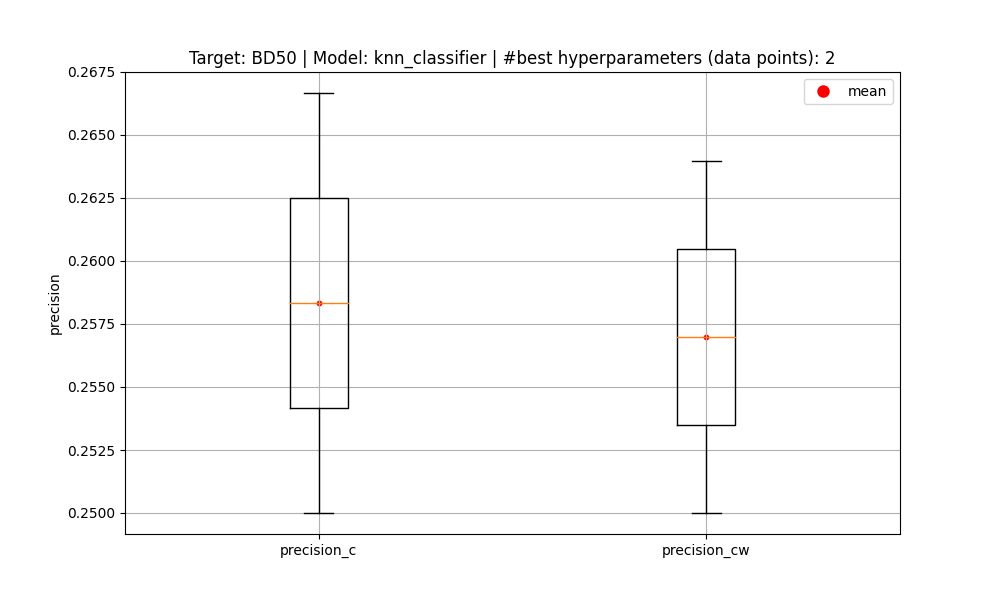 Target: BD50 | Model: knn_classifier | #best hyperparameters (data points): 2
mean
0.2675
0.2650
0.2625
0.2600
0.2575
0.2550
0.2525
0.2500
precision
precision_c
precision_cw